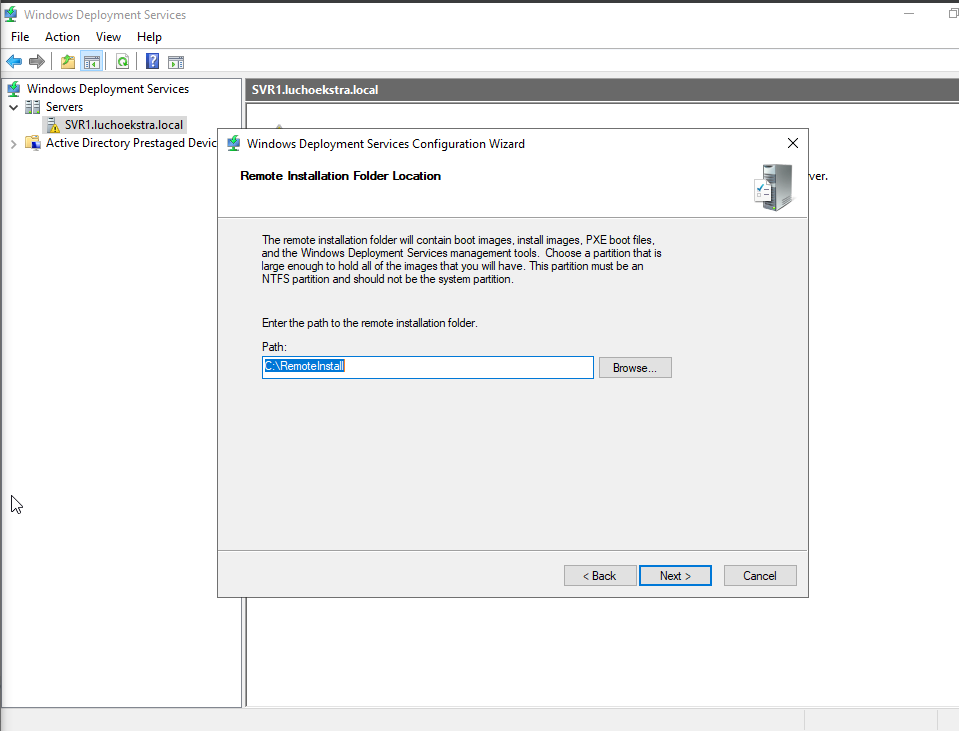 Windows Deployment Services
File Action View Help
Windows Deployment Services
Servers
SVR1.luchoekstra.local
Active Directory Prestaged Devic
SVR1.luchoekstra.local
ver.
Windows Deployment Services Configuration Wizard
Remote Installation Folder Location
The remote installation folder will contain boot images, install images, PXE boot files,
and the Windows Deployment Services management tools. Choose a partition that is
large enough to hold all of the images that you will have. This partition must be an
NTFS partition and should not be the system partition.
Enter the path to the remote installation folder.
Path:
C:\RemoteInstall
Browse...
< Back
Next >
Cancel